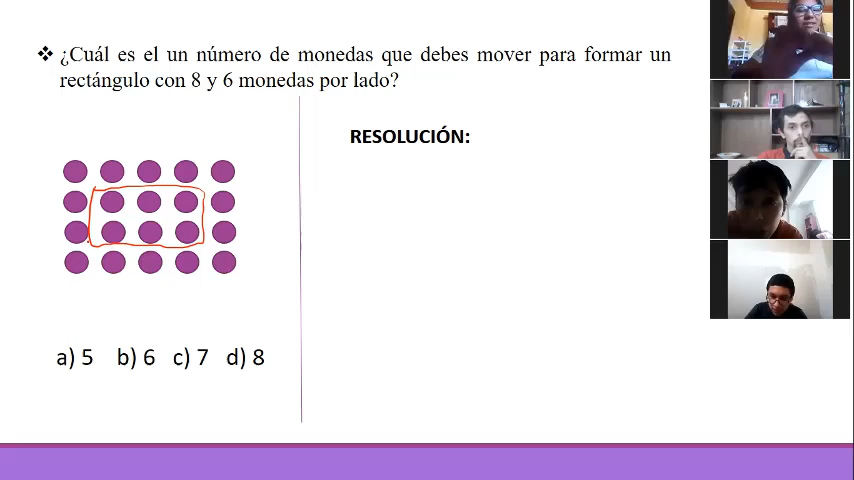 ❖ ¿Cuál es el un número de monedas que debes mover para formar un
rectángulo con 8 y 6 monedas por lado?
RESOLUCIÓN:
a) 5 b) 6 c) 7 d) 8